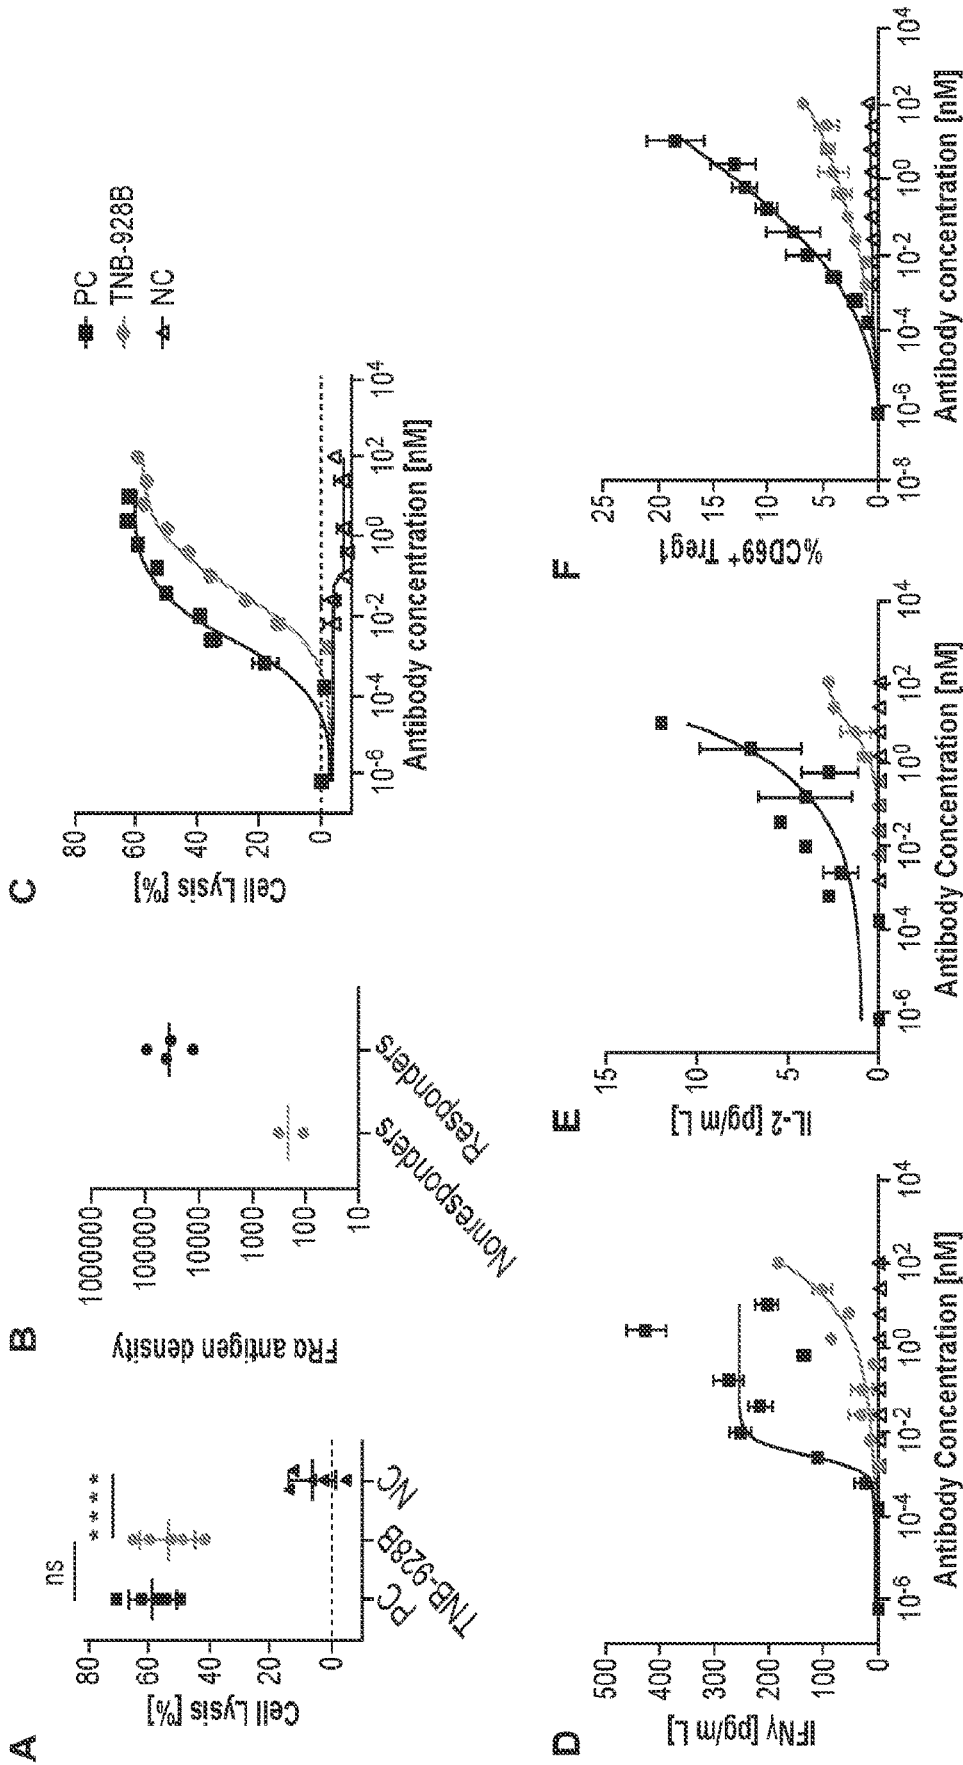 A
Cell Lysis [%]
80
60
40
20
0
ns
****
PC
TNB-928B
NC
B
FRα antigen density
1000000
100000
10000
1000
100
10
Nonresponders
Responders
C
Cell Lysis [%]
80
60
40
20
0
10-6
10-4
10-2
100
102
104
Antibody concentration [nM]
PC
TNB-928B
NC
D
IFNγ [pg/mL]
500
400
300
200
100
0
10-6
10-4
10-2
100
102
104
Antibody Concentration [nM]
E
IL-2 [pg/mL]
15
10
5
0
10-6
10-4
10-2
100
102
104
Antibody Concentration [nM]
F
%CD69+ Treg1
25
20
15
10
5
0
10-8
10-6
10-4
10-2
100
102
104
Antibody concentration [nM]